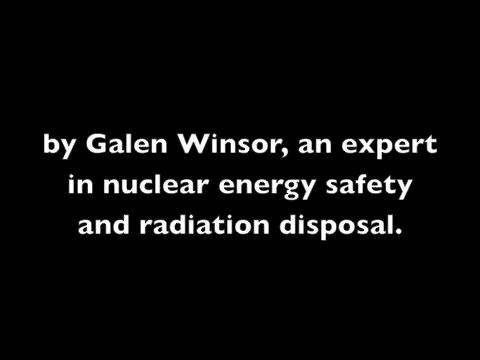 by Galen Winsor, an expert
in nuclear energy safety
and radiation disposal.